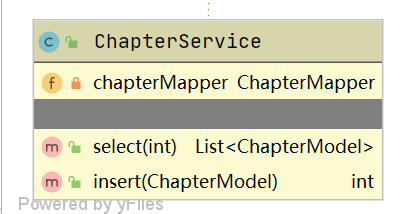 C ChapterService
f chapterMapper ChapterMapper
m select(int) List<ChapterModel>
m insert(ChapterModel) int
Powered by yFiles